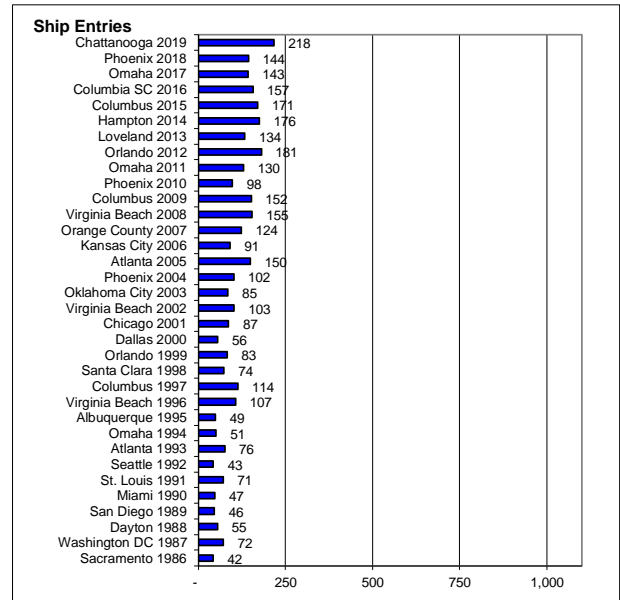 Ship Entries
Chattanooga 2019 218
Phoenix 2018 144
Omaha 2017 143
Columbia SC 2016 157
Columbus 2015 171
Hampton 2014 176
Loveland 2013 134
Orlando 2012 181
Omaha 2011 130
Phoenix 2010 98
Columbus 2009 152
Virginia Beach 2008 155
Orange County 2007 124
Kansas City 2006 91
Atlanta 2005 150
Phoenix 2004 102
Oklahoma City 2003 85
Virginia Beach 2002 103
Chicago 2001 87
Dallas 2000 56
Orlando 1999 83
Santa Clara 1998 74
Columbus 1997 114
Virginia Beach 1996 107
Albuquerque 1995 49
Omaha 1994 51
Atlanta 1993 76
Seattle 1992 43
St. Louis 1991 71
Miami 1990 47
San Diego 1989 46
Dayton 1988 55
Washington DC 1987 72
Sacramento 1986 42
- 250 500 750 1,000